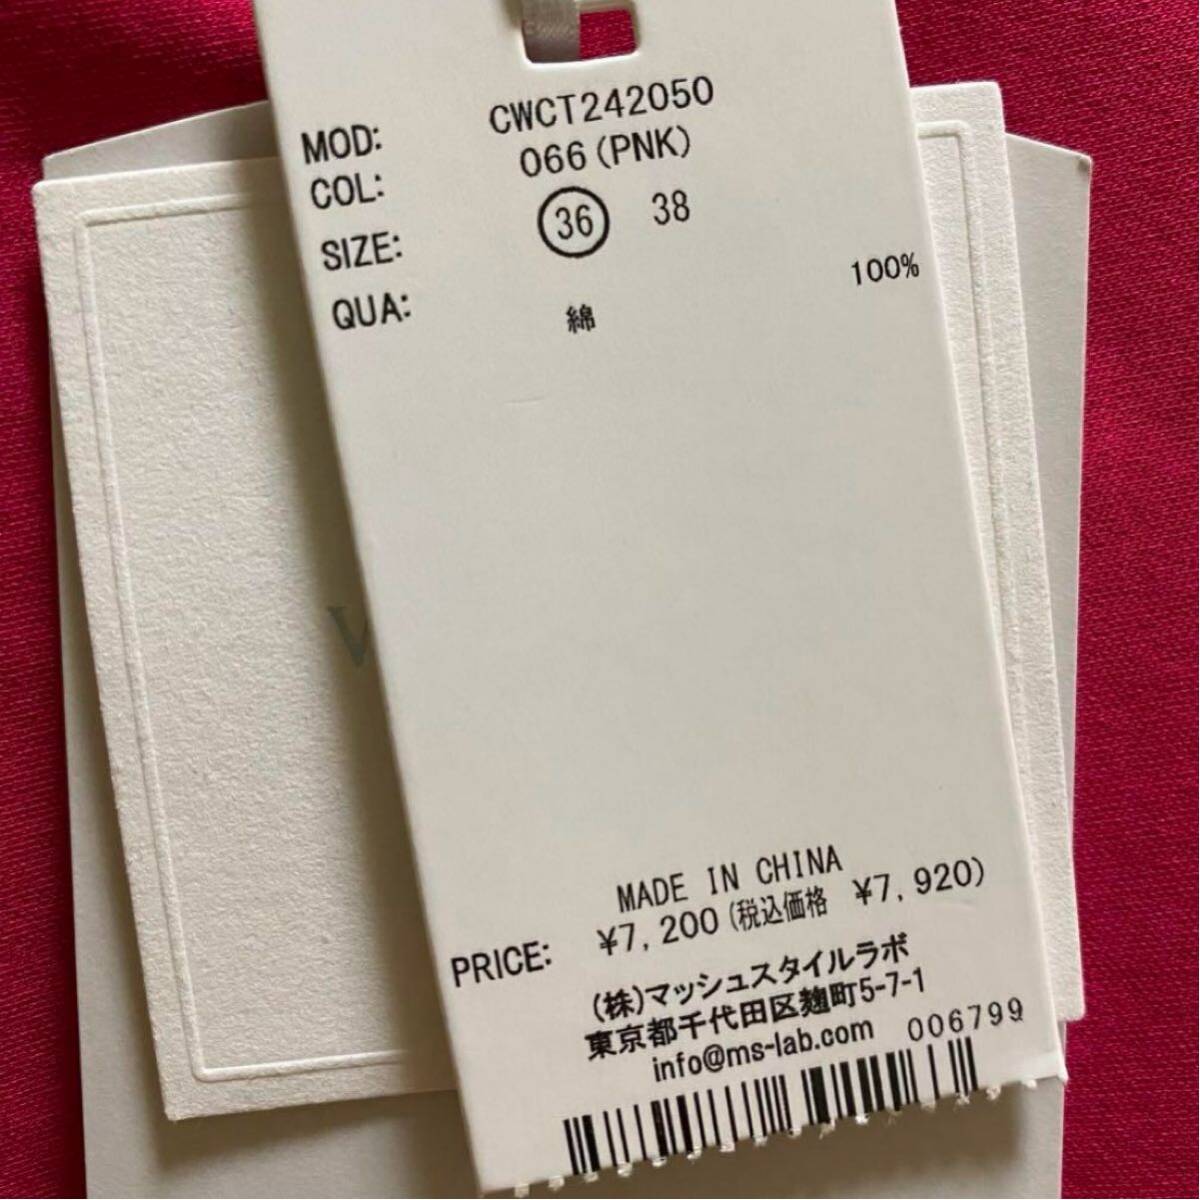 MOD: CWCT242050
COL: 066(PNK)
SIZE: 36 38
QUA: 綿 100%
MADE IN CHINA
PRICE: ¥7,200(税込価格 ¥7,920)
(株)マッシュスタイルラボ
東京都千代田区麹町5-7-1
info@ms-lab.com 006799